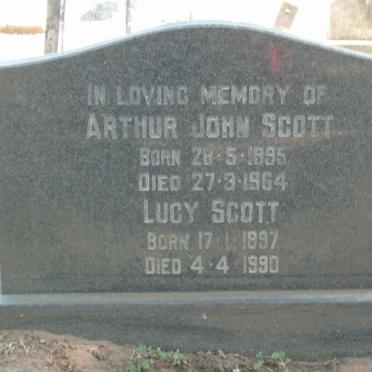 IN LOVING MEMORY OF
ARTHUR JOHN SCOTT
BORN 28·5·1895
DIED 27·3·1964
LUCY SCOTT
BORN 17·1·1897
DIED 4·4·1990